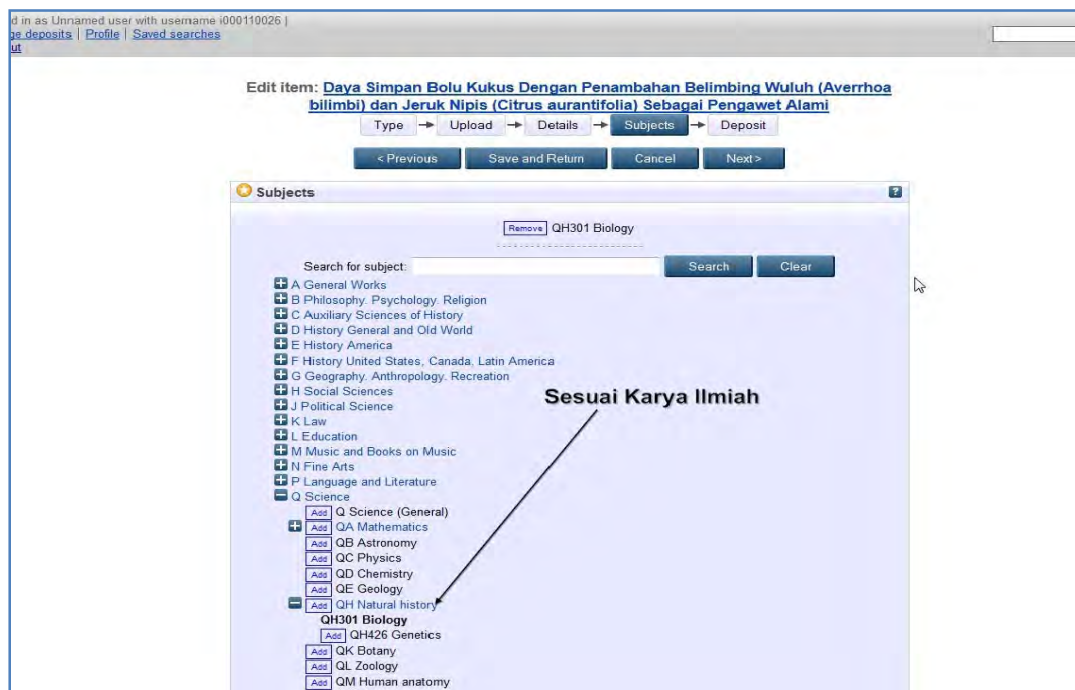 d in as Unnamed user with username i000110026 |
ge deposits | Profile | Saved searches
ut
Edit item: Daya Simpan Bolu Kukus Dengan Penambahan Belimbing Wuluh (Averrhoa
bilimbi) dan Jeruk Nipis (Citrus aurantifolia) Sebagai Pengawet Alami
Type Upload Details Subjects Deposit
< Previous Save and Return Cancel Next >
Subjects ?
Remove QH301 Biology
Search for subject: Search Clear
A General Works
B Philosophy. Psychology. Religion
C Auxiliary Sciences of History
D History General and Old World
E History America
F History United States, Canada, Latin America
G Geography. Anthropology. Recreation
H Social Sciences
Sesuai Karya Ilmiah
J Political Science
K Law
L Education
M Music and Books on Music
N Fine Arts
P Language and Literature
Q Science
Add Q Science (General)
Add QA Mathematics
Add QB Astronomy
Add QC Physics
Add QD Chemistry
Add QE Geology
Add QH Natural history
QH301 Biology
Add QH426 Genetics
Add QK Botany
Add QL Zoology
Add QM Human anatomy